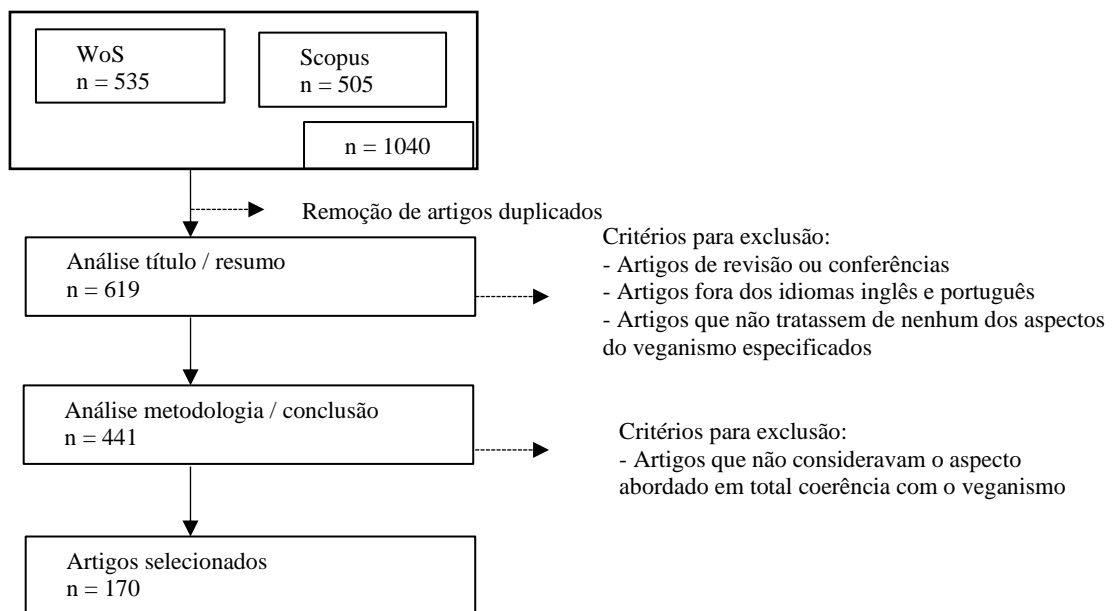 WoS
n = 535
Scopus
n = 505
n = 1040
Remoção de artigos duplicados
Análise título / resumo
n = 619
Critérios para exclusão:
- Artigos de revisão ou conferências
- Artigos fora dos idiomas inglês e português
- Artigos que não tratassem de nenhum dos aspectos
do veganismo especificados
Análise metodologia / conclusão
n = 441
Critérios para exclusão:
- Artigos que não consideravam o aspecto
abordado em total coerência com o veganismo
Artigos selecionados
n = 170